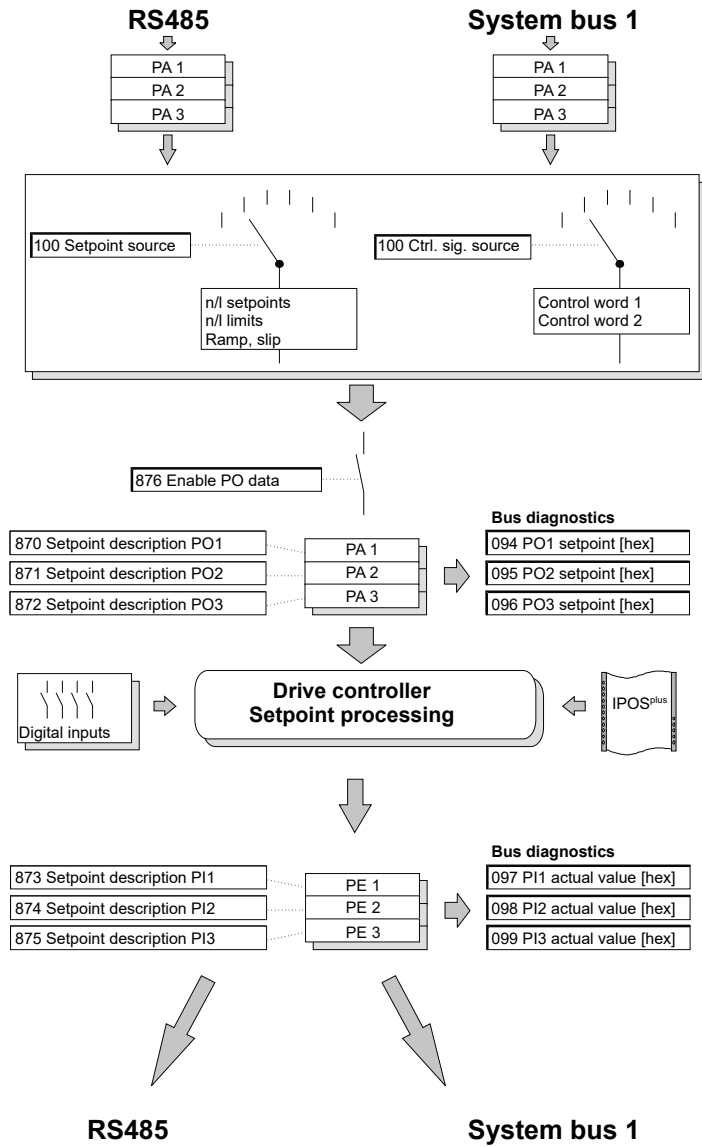 RS485
System bus 1
PA 1
PA 2
PA 3
PA 1
PA 2
PA 3
100 Setpoint source
100 Ctrl. sig. source
n/I setpoints
n/I limits
Ramp, slip
Control word 1
Control word 2
876 Enable PO data
Bus diagnostics
870 Setpoint description PO1
871 Setpoint description PO2
872 Setpoint description PO3
PA 1
PA 2
PA 3
094 PO1 setpoint [hex]
095 PO2 setpoint [hex]
096 PO3 setpoint [hex]
Digital inputs
Drive controller
Setpoint processing
IPOSplus
Bus diagnostics
873 Setpoint description PI1
874 Setpoint description PI2
875 Setpoint description PI3
PE 1
PE 2
PE 3
097 PI1 actual value [hex]
098 PI2 actual value [hex]
099 PI3 actual value [hex]
RS485
System bus 1